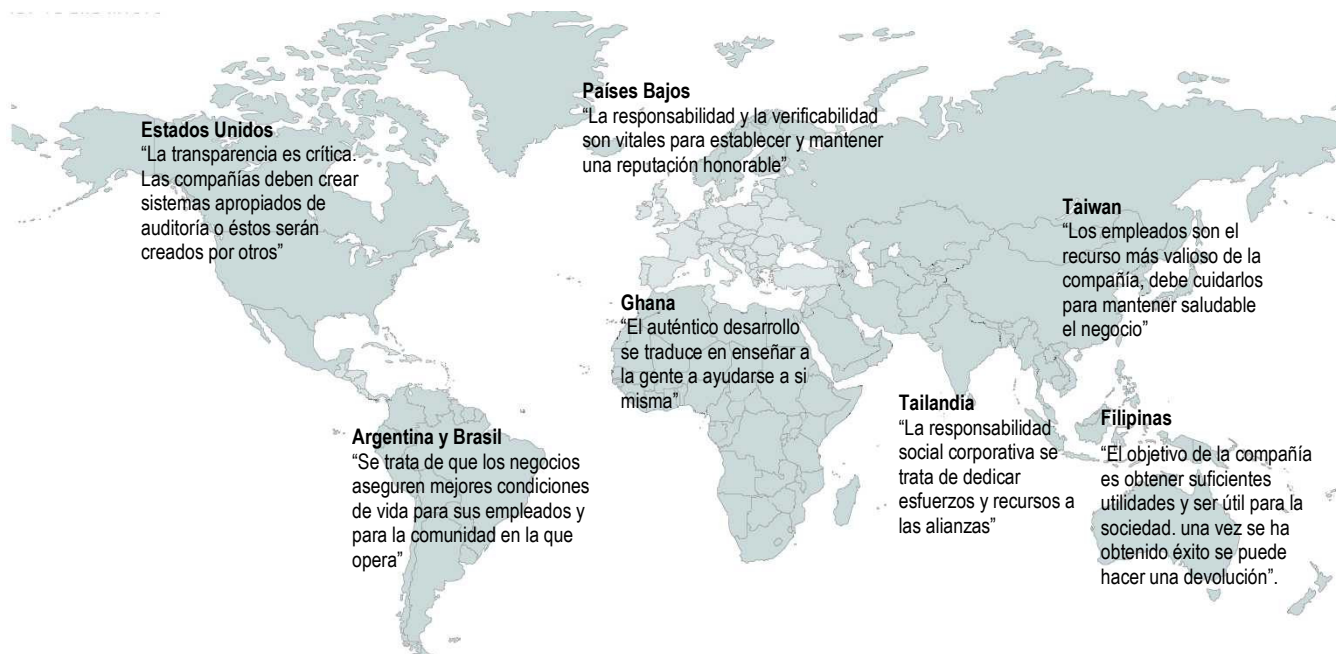 Estados Unidos
“La transparencia es crítica.
Las compañías deben crear
sistemas apropiados de
auditoría o éstos serán
creados por otros”
Países Bajos
“La responsabilidad y la verificabilidad
son vitales para establecer y mantener
una reputación honorable”
Taiwan
“Los empleados son el
recurso más valioso de la
compañía, debe cuidarlos
para mantener saludable
el negocio”
Ghana
“El auténtico desarrollo
se traduce en enseñar a
la gente a ayudarse a si
misma”
Argentina y Brasil
“Se trata de que los negocios
aseguren mejores condiciones
de vida para sus empleados y
para la comunidad en la que
opera”
Tailandia
“La responsabilidad
social corporativa se
trata de dedicar
esfuerzos y recursos a
las alianzas”
Filipinas
“El objetivo de la compañía
es obtener suficientes
utilidades y ser útil para la
sociedad. una vez se ha
obtenido éxito se puede
hacer una devolución”.